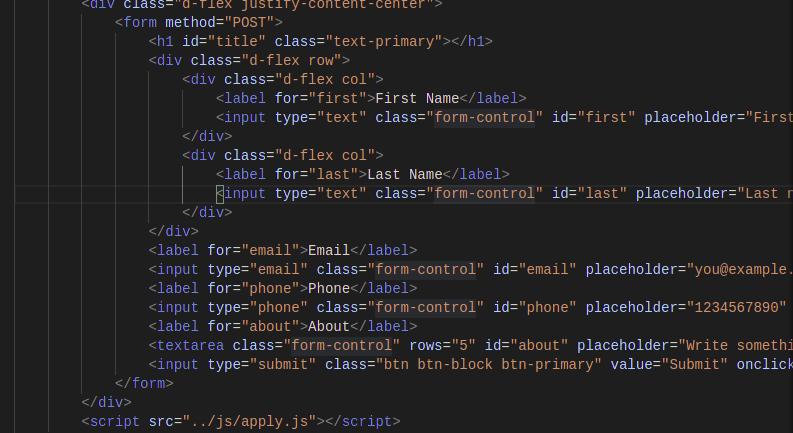 <div class="d-flex justify-content-center">
<form method="POST">
<h1 id="title" class="text-primary"></h1>
<div class="d-flex row">
<div class="d-flex col">
<label for="first">First Name</label>
<input type="text" class="form-control" id="first" placeholder="First
</div>
<div class="d-flex col">
<label for="last">Last Name</label>
<input type="text" class="form-control" id="last" placeholder="Last
</div>
</div>
<label for="email">Email</label>
<input type="email" class="form-control" id="email" placeholder="you@example.
<label for="phone">Phone</label>
<input type="phone" class="form-control" id="phone" placeholder="1234567890"
<label for="about">About</label>
<textarea class="form-control" rows="5" id="about" placeholder="Write somethi
<input type="submit" class="btn btn-block btn-primary" value="Submit" onclick
</form>
</div>
<script src="../js/apply.js"></script>